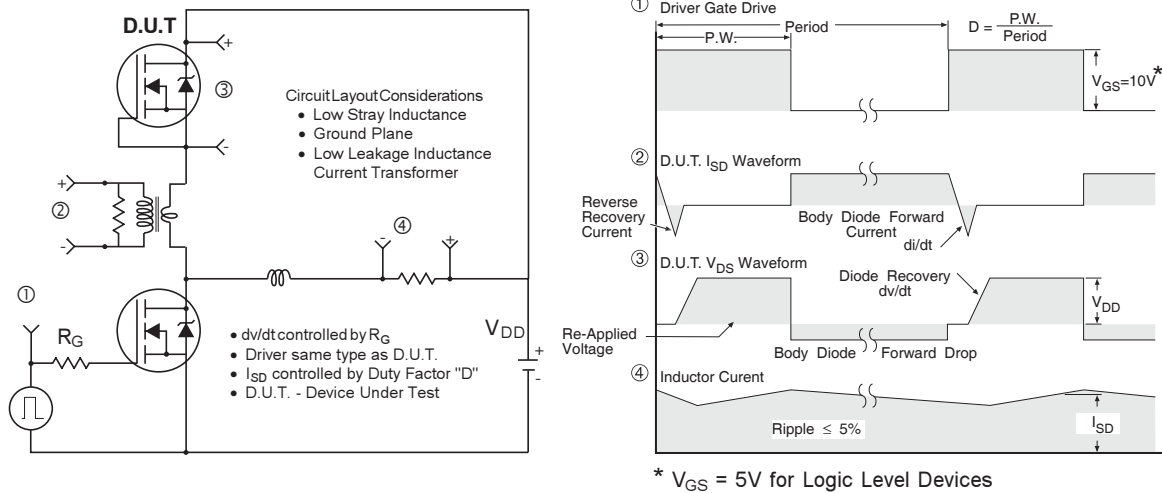 D.U.T
+
③
-
Circuit Layout Considerations
• Low Stray Inductance
• Ground Plane
• Low Leakage Inductance
Current Transformer
+
②
-
④
-
+
①
RG
• dv/dt controlled by RG
• Driver same type as D.U.T.
• ISD controlled by Duty Factor "D"
• D.U.T. - Device Under Test
VDD
+
-
① Driver Gate Drive
P.W.
Period
D = P.W.
Period
VGS=10V*
② D.U.T. ISD Waveform
Reverse
Recovery
Current
Body Diode Forward
Current
di/dt
③ D.U.T. VDS Waveform
Diode Recovery
dv/dt
VDD
Re-Applied
Voltage
Body Diode Forward Drop
④ Inductor Curent
Ripple ≤ 5%
ISD
* VGS = 5V for Logic Level Devices